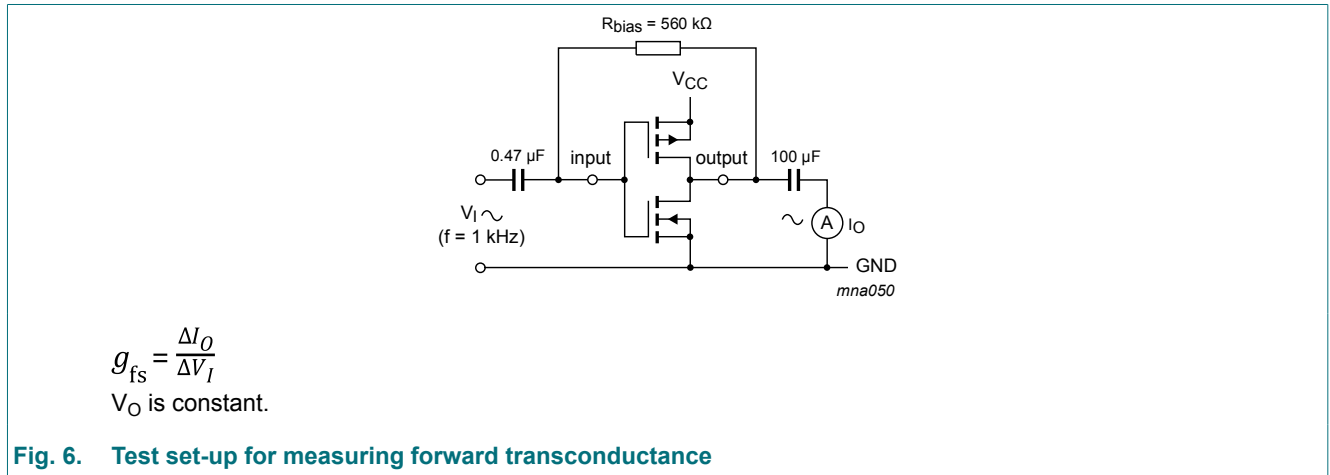 Rbias = 560 kΩ
VCC
0.47 µF
input
output
100 µF
VI
(f = 1 kHz)
A
IO
GND
mna050
gfs = ΔIO / ΔVI
VO is constant.
Fig. 6. Test set-up for measuring forward transconductance